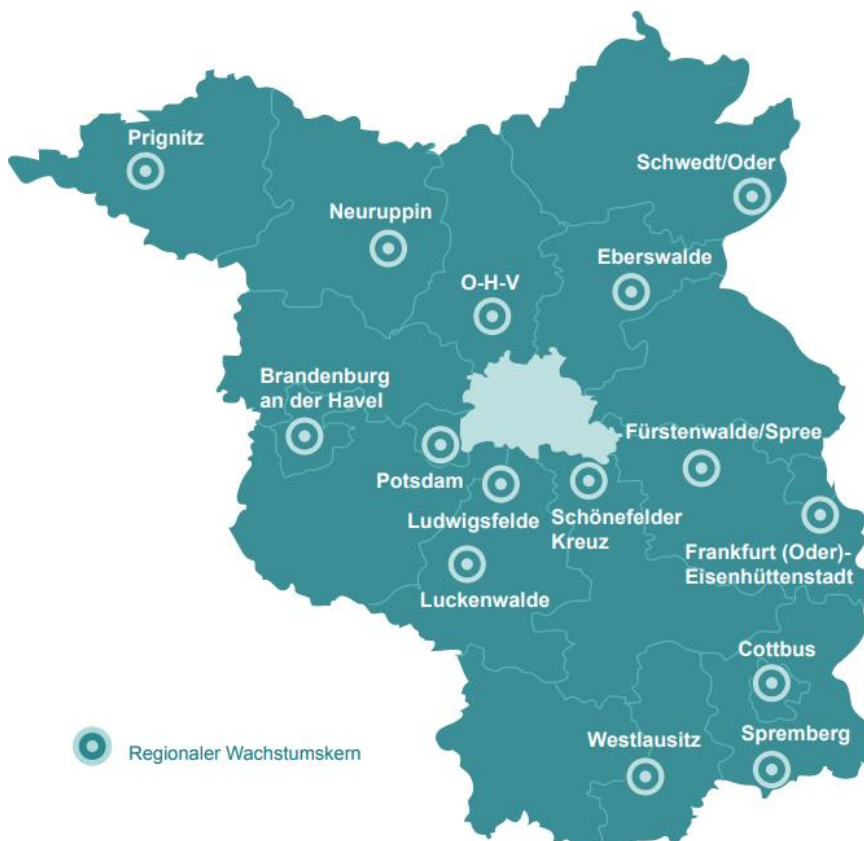 Prignitz
Schwedt/Oder
Neuruppin
Eberswalde
O-H-V
Brandenburg
an der Havel
Fürstenwalde/Spree
Potsdam
Ludwigsfelde
Schönefelder
Kreuz
Frankfurt (Oder)-
Eisenhüttenstadt
Luckenwalde
Cottbus
Westlausitz
Spremberg
Regionaler Wachstumskern